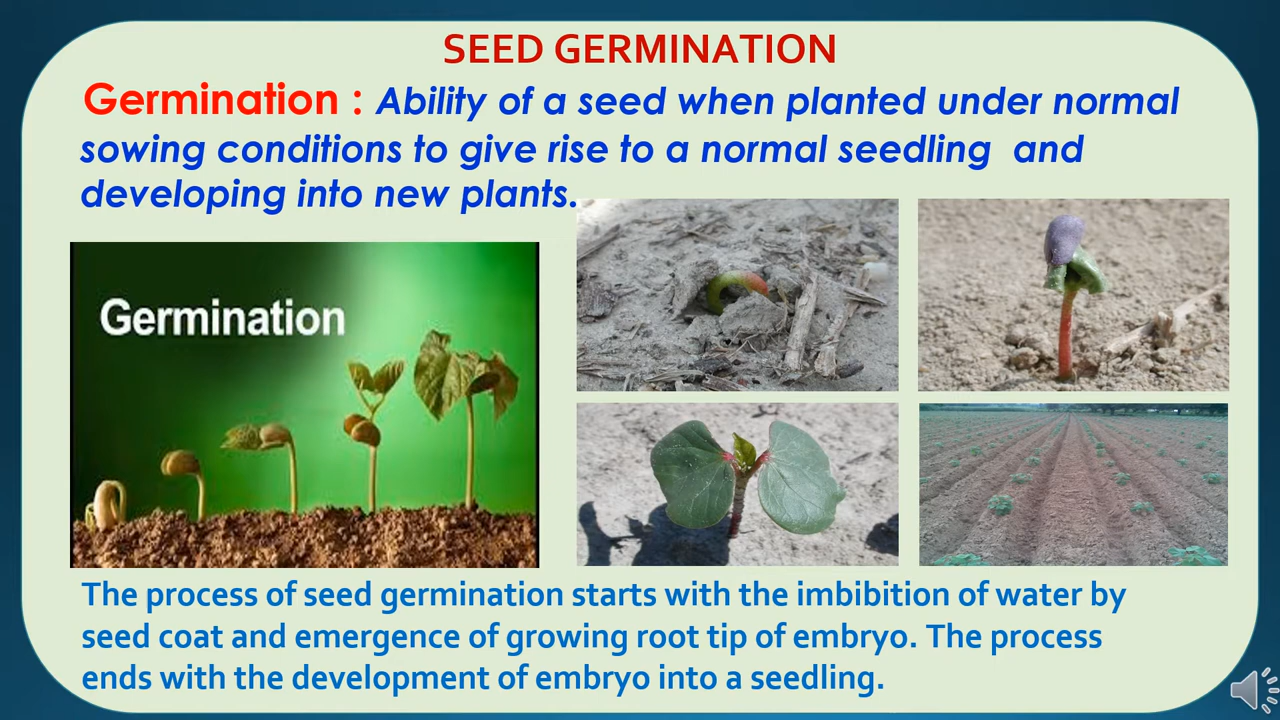 SEED GERMINATION
Germination : Ability of a seed when planted under normal
sowing conditions to give rise to a normal seedling and
developing into new plants.
Germination
The process of seed germination starts with the imbibition of water by
seed coat and emergence of growing root tip of embryo. The process
ends with the development of embryo into a seedling.